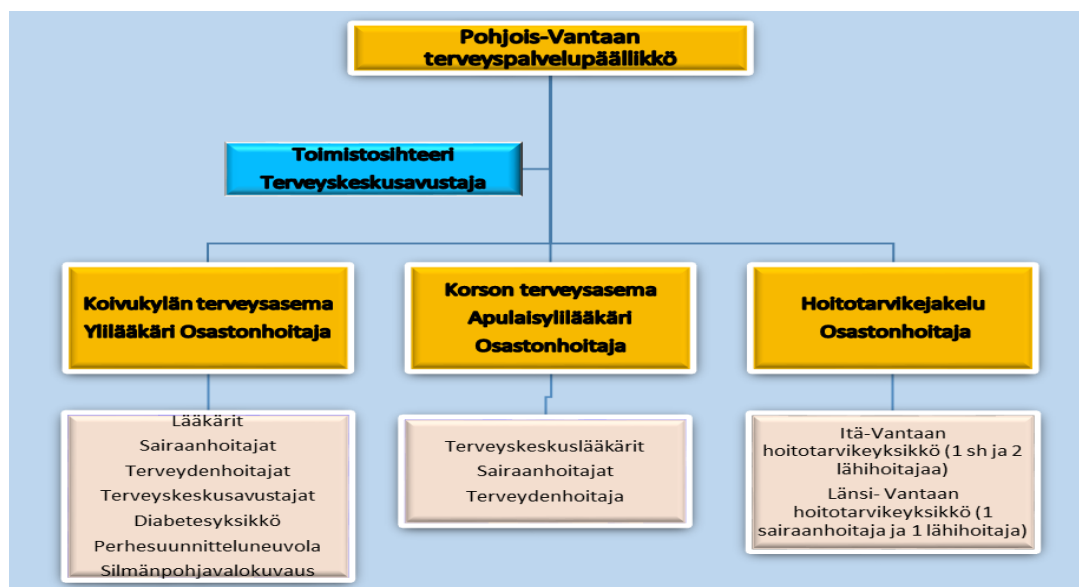 Pohjois-Vantaan
terveyspalvelupäällikkö
Toimistosihteeri
Terveyskeskusavustaja
Koivukylän terveysasema
Ylilääkäri Osastonhoitaja
Korson terveysasema
Apulaisylilääkäri
Osastonhoitaja
Hoitotarvikejakelu
Osastonhoitaja
Lääkärit
Sairaanhoitajat
Terveydenhoitajat
Terveyskeskusavustajat
Diabetesyksikkö
Perhesuunnitteluneuvola
Silmänpohjavalokuvaus
Terveyskeskuslääkärit
Sairaanhoitajat
Terveydenhoitaja
Itä-Vantaan
hoitotarvikeyksikkö (1 sh ja 2
lähihoitajaa)
Länsi- Vantaan
hoitotarvikeyksikkö (1
sairaanhoitaja ja 1 lähihoitaja)